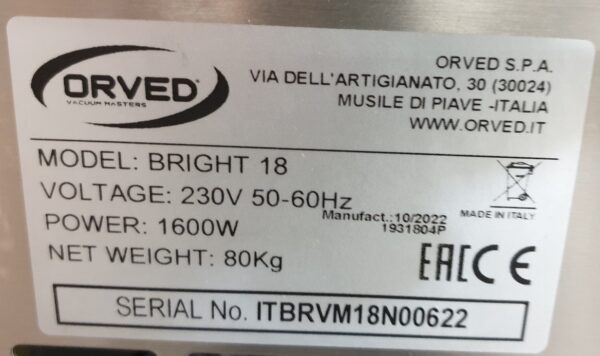 ORVED®
VACUUM MASTERS
ORVED S.P.A.
VIA DELL'ARTIGIANATO, 30 (30024)
MUSILE DI PIAVE -ITALIA
WWW.ORVED.IT
MODEL: BRIGHT 18
VOLTAGE: 230V 50-60Hz
POWER: 1600W
Manufact.:10/2022
1931804P
MADE IN ITALY
NET WEIGHT: 80Kg
EAC CE
SERIAL No. ITBRVM18N00622